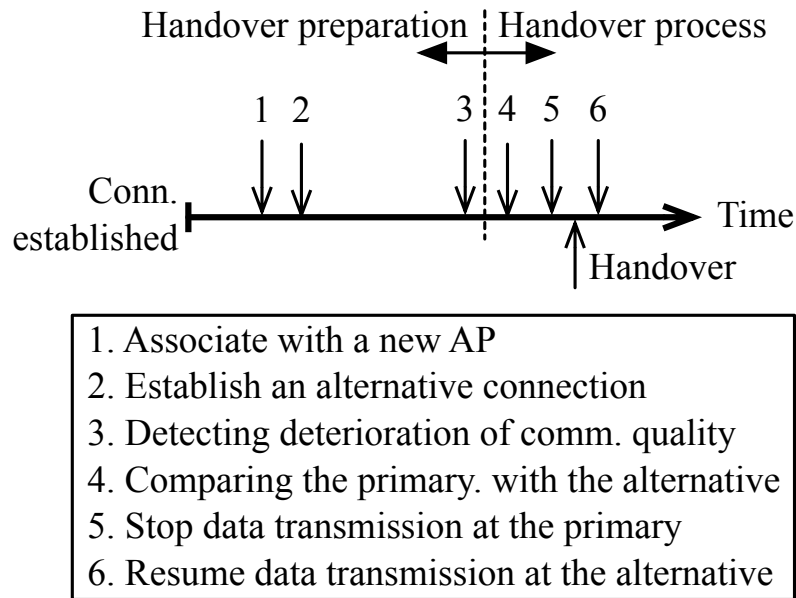 Handover preparation Handover process
1 2 3 4 5 6
Conn.
established
Time
Handover
1. Associate with a new AP
2. Establish an alternative connection
3. Detecting deterioration of comm. quality
4. Comparing the primary. with the alternative
5. Stop data transmission at the primary
6. Resume data transmission at the alternative